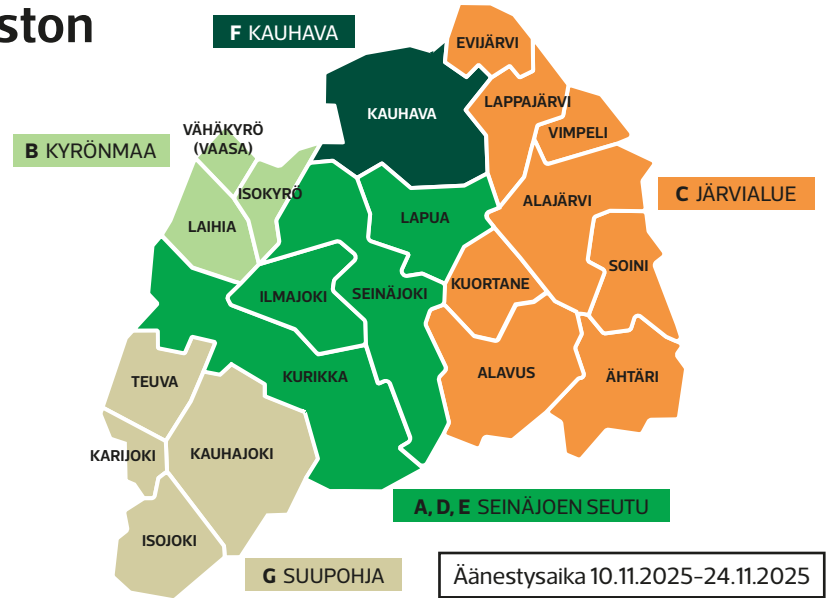 ston
F KAUHAVA
EVIJÄRVI
KAUHAVA
LAPPAJÄRVI
VIMPELI
VÄHÄKYRÖ
(VAASA)
B KYRÖNMAA
ISOKYRÖ
LAIHIA
LAPUA
ALAJÄRVI
C JÄRVIALUE
SOINI
KUORTANE
ILMAJOKI
SEINÄJOKI
TEUVA
KURIKKA
ALAVUS
ÄHTÄRI
KARIJOKI
KAUHAJOKI
A, D, E SEINÄJOEN SEUTU
ISOJOKI
G SUUPOHJA
Äänestysaika 10.11.2025-24.11.2025